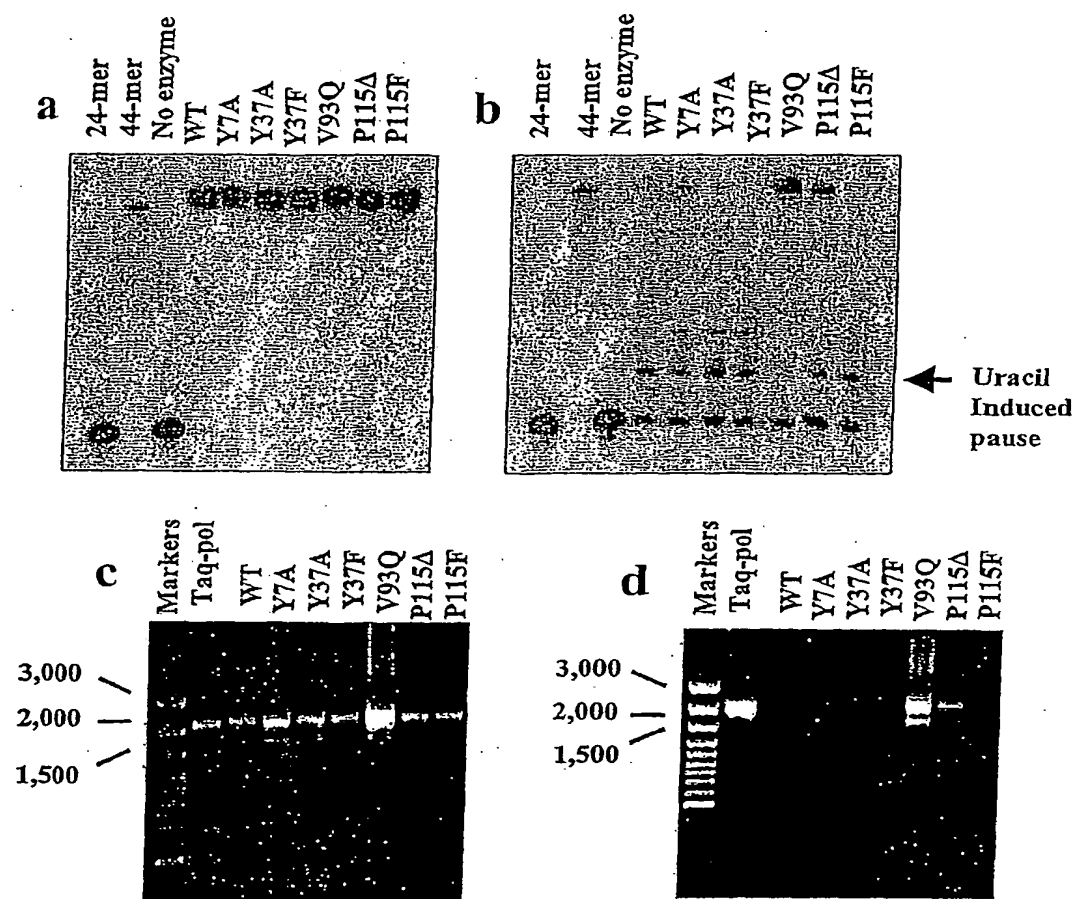 a
24-mer
44-mer
No enzyme
WT
Y7A
Y37A
Y37F
V93Q
P115Δ
P115F
b
24-mer
44-mer
No enzyme
WT
Y7A
Y37A
Y37F
V93Q
P115Δ
P115F
Uracil
Induced
pause
c
Markers
Taq-pol
WT
Y7A
Y37A
Y37F
V93Q
P115Δ
P115F
3,000
2,000
1,500
d
Markers
Taq-pol
WT
Y7A
Y37A
Y37F
V93Q
P115Δ
P115F
3,000
2,000
1,500